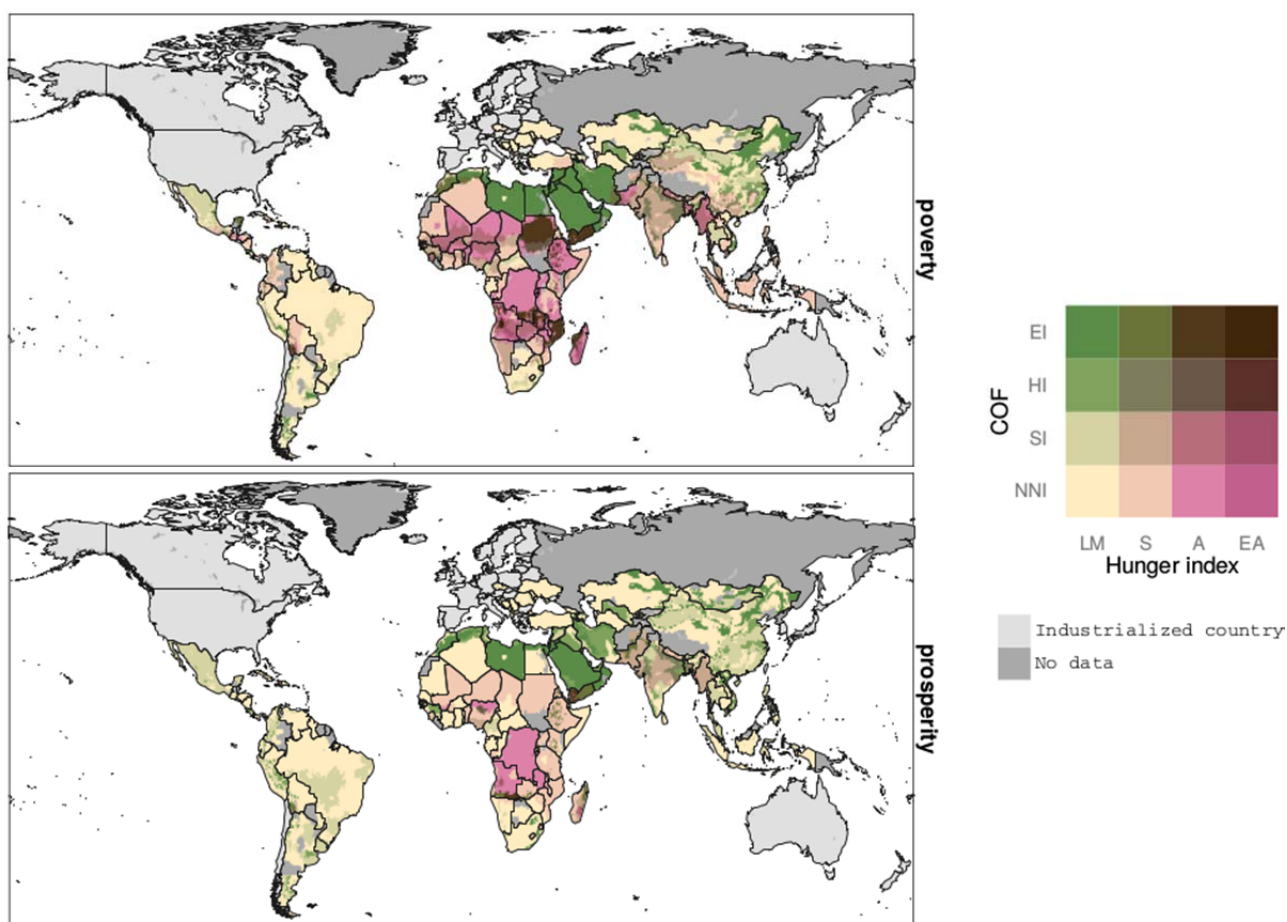 poverty
prosperity
COF
EI
HI
SI
NNI
LM S A EA
Hunger index
Industrialized country
No data